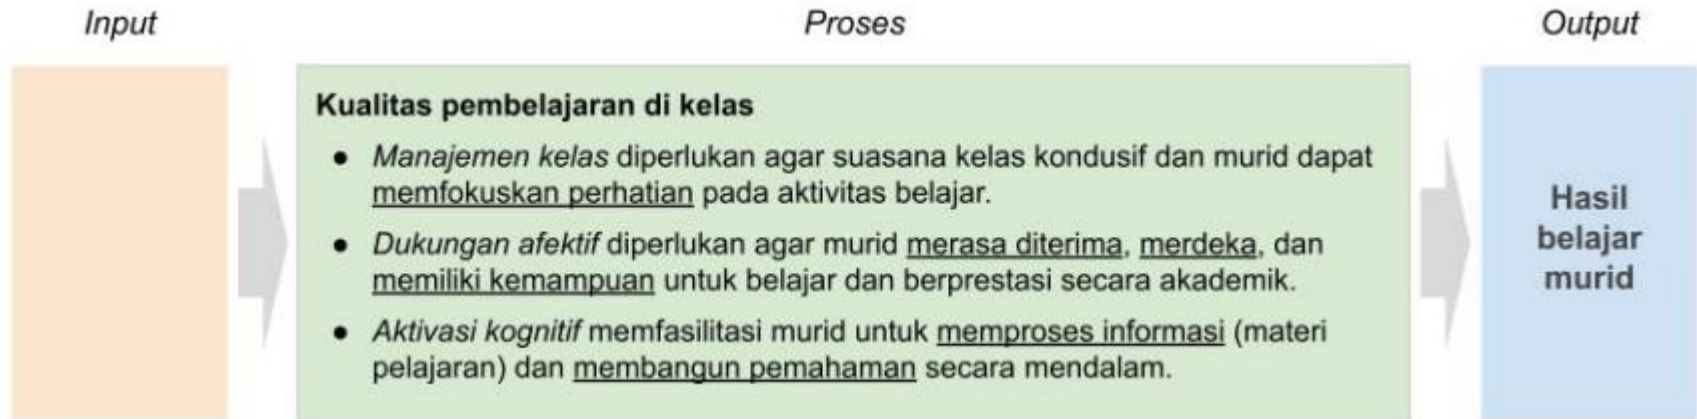 Input
Proses
Output
Kualitas pembelajaran di kelas
● Manajemen kelas diperlukan agar suasana kelas kondusif dan murid dapat
memfokuskan perhatian pada aktivitas belajar.
● Dukungan afektif diperlukan agar murid merasa diterima, merdeka, dan
memiliki kemampuan untuk belajar dan berprestasi secara akademik.
● Aktivasi kognitif memfasilitasi murid untuk memproses informasi (materi
pelajaran) dan membangun pemahaman secara mendalam.
Hasil
belajar
murid